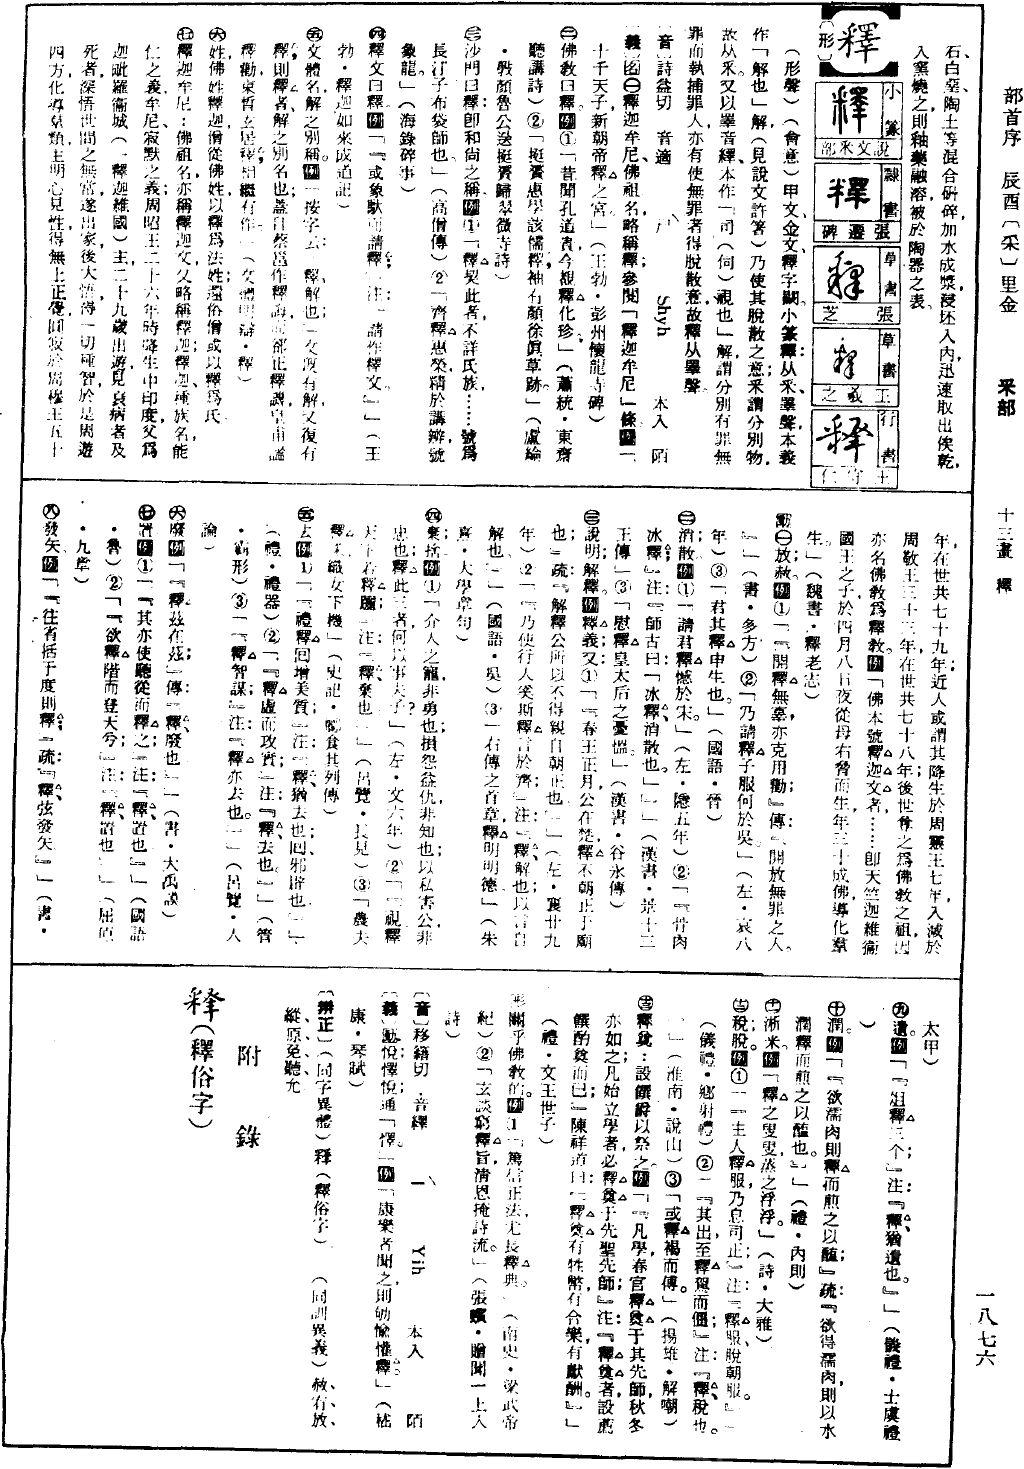 部首序 辰酉〔釆〕里金 釆部 十三畫 釋 一八七六
石、白堊陶土等混合研碎加水成漿浸坯入內迅速取出俟乾
入窯燒之則釉藥融溶被於陶器之表。
釋
小篆 釋 說文釆部
隸書 釋 張遷碑
草書 釋 張芝
草書 釋 王羲之
行書 釋 王守仁
〔形〕
（形聲）（會意）甲文、金文、釋字闕。小篆釋：从釆睪聲本義
作「解也」解（見說文許箸）乃使其脫散之意釆謂分別物
故从釆又以睪音繹本作「司（伺）視也」解謂分別有罪無
罪而執捕罪人亦有使無罪者得脫散意故釋从睪聲。
〔音〕詩益切 音適 ㄕ Shyh 本入 陌
〔義〕名㊀釋迦牟尼佛祖名略稱釋參閱「釋迦牟尼」一條例「
十千天子新朝帝釋之宮。」（王勃・彭州懷龍寺碑）
㊁佛教曰釋。例①「昔聞孔道貴今覩釋化珍。」（蕭統・東齋
聽講詩）②「挺贇惠學該儒釋袖有顏徐眞草跡。」（盧綸
・敎顏魯公送挺贇歸翠微寺詩）
㊂沙門曰釋即和尙之稱例①「釋契此者不詳氏族……號爲
長汀子布袋師也。」（高僧傳）②「齊釋惠榮精於講辯號
象龍。」（海錄碎事）
㊃釋文曰釋例「『或象馱而請釋；』注：『請作釋文。』」（王
勃・釋迦如來成道記）
㊄文體名解之別稱。例「按字云：『釋解也』文旣有解又復有
釋則釋者解之別名也蓋自蔡邕作釋誨而郤正釋譏皇甫謐
釋勸束晳玄居釋相繼有作。」（文體明辯・釋）
㊅姓佛姓釋迦僧從佛姓以釋爲法姓；還俗僧或以釋爲氏
㊆釋迦牟尼：佛祖名亦稱釋迦文又略稱釋迦；釋迦、種族名能
仁之義牟尼寂默之義周昭王二十六年時降生中印度父爲
迦毗羅衞城（一釋迦維國）主二十九歲出遊見衰病者及
死者深悟世間之無常遂出家後大悟得一切種智於是周遊
四方化導羣類主明心見性得無上正覺圓寂於周穆王五十
年在世共七十九年近人或謂其降生於周靈王七年入滅於
周敬王三十三年在世共七十八年後世尊之爲佛教之祖因
亦名佛教爲釋教。例「佛本號釋迦文者……即天竺迦維衞
國王之子於四月八日夜從母右脅而生年三十成佛導化羣
生。」（魏書・釋老志）
動㊀放赦例①「『開釋無辜亦克用勸』傳『開放無罪之人。
』」（書・多方）②「乃請釋子服何於吳。」（左・哀八
年）③「君其釋申生也。」（國語・晉）
㊁消散例①「請君釋憾於宋。」（左・隱五年）②「『骨肉
冰釋』注：『師古曰：「冰釋消散也。」』」（漢書・景十三
王傳）③「慰釋皇太后之憂慍。」（漢書・谷永傳）
㊂說明解釋例釋義又①「『春王正月公在楚釋不朝正于廟
也』疏：『解釋公所以不得親自朝正也。』」（左・襄廿九
年）②「『乃使行人奚斯釋言於齊』注：『釋解也以言自
解也。』」（國語・吳）③「右傳之首章釋明明德。」（朱
熹・大學章句）
㊃棄捨例①「介人之寵非勇也損怨益仇非知也以私害公非
忠也釋此三者何以事夫子？」（左・文六年）②「『視釋
天下若釋躧；』注：『釋棄也。』」（呂覽・長見）③「農夫
釋耒織女下機。」（史記・酈食其列傳）
㊄去例①「『禮釋回增美質』注：『釋猶去也回邪辟也』」
（禮・禮器）②「『釋虛而攻實』注：『釋去也。』」（管
・霸形）③「『釋智謀』注：『釋亦去也。』」（呂覽・人
論）
㊅廢例「『釋茲在茲』傳：『釋廢也。』」（書・大禹謨）
㊆置例①「『其亦使聽從而釋之』注：『釋置也。』」（國語
・魯）②「『欲釋階而登天兮』注：『釋置也。』」（屈原
・九章）
㊇發矢例「『往省括于度則釋』疏：『釋弦發矢。』」（書・
太甲）
㊈遺。例「『俎釋三个』注：『釋猶遺也。』」（儀禮・士虞禮
）
㊉潤。例「『欲濡肉則釋而煎之以醢』疏：『欲得濡肉則以水
潤釋而煎之以醢也。』」（禮・內則）
淅米例「釋之叟叟蒸之浮浮。」（詩・大雅）
稅脫例①「『主人釋服乃息司正』注：『釋服脫朝服。』」
（儀禮・鄉射禮）②「『其出至釋駕而僵』注：『釋稅也。
』」（淮南・說山）③「或釋褐而傅。」（揚雄・解嘲）
釋奠：設饌爵以祭之。例「『凡學春官釋奠于其先師秋冬
亦如之凡始立學者必釋奠于先聖先師』注：『釋奠者設薦
饌酌奠而已』陳祥道曰『釋奠有牲幣有合樂有獻酬。』」
（禮・文王世子）
形關乎佛教的例①「篤信正法尤長釋典。」（南史・梁武帝
紀）②「玄談窮釋旨清恩掩詩流。」（張蠙・贈聞一上人
詩）
〔音〕移籍切 音繹 ㄧ Yih 本入 陌
〔義〕動悅懌悅通「懌。」例「康樂者聞之則欨愉懽釋。」（嵇
康・琴賦）
〔辨正〕（同字異體）释（釋俗字） （同訓異義）赦、宥、放、
縱、原、免、聽、允
附錄
释（釋俗字）